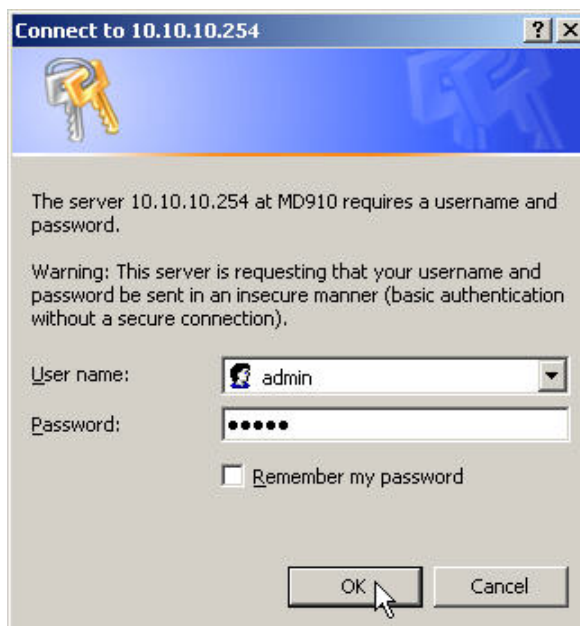 Connect to 10.10.10.254
The server 10.10.10.254 at MD910 requires a username and
password.
Warning: This server is requesting that your username and
password be sent in an insecure manner (basic authentication
without a secure connection).
User name:
admin
Password:
•••••
Remember my password
OK
Cancel